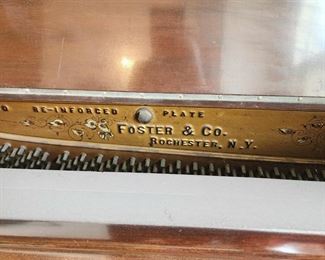 RE-INFORCED PLATE
FOSTER & CO.
ROCHESTER, N.Y.